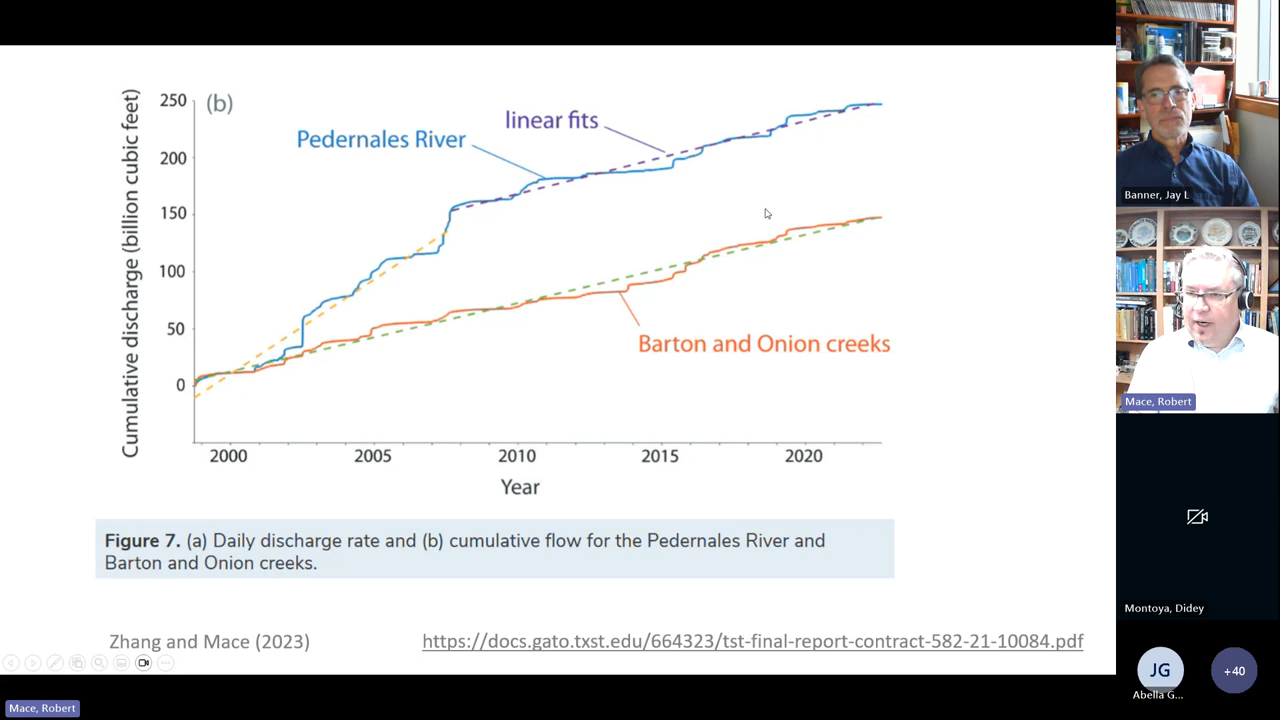 (b)
Cumulative discharge (billion cubic feet)
250
200
150
100
50
0
Pedernales River
linear fits
Barton and Onion creeks
2000 2005 2010 2015 2020
Year
Figure 7. (a) Daily discharge rate and (b) cumulative flow for the Pedernales River and
Barton and Onion creeks.
Zhang and Mace (2023)
https://docs.gato.txst.edu/664323/tst-final-report-contract-582-21-10084.pdf
Mace, Robert
Banner, Jay L
Mace, Robert
Montoya, Didey
JG
Abella G...
+40